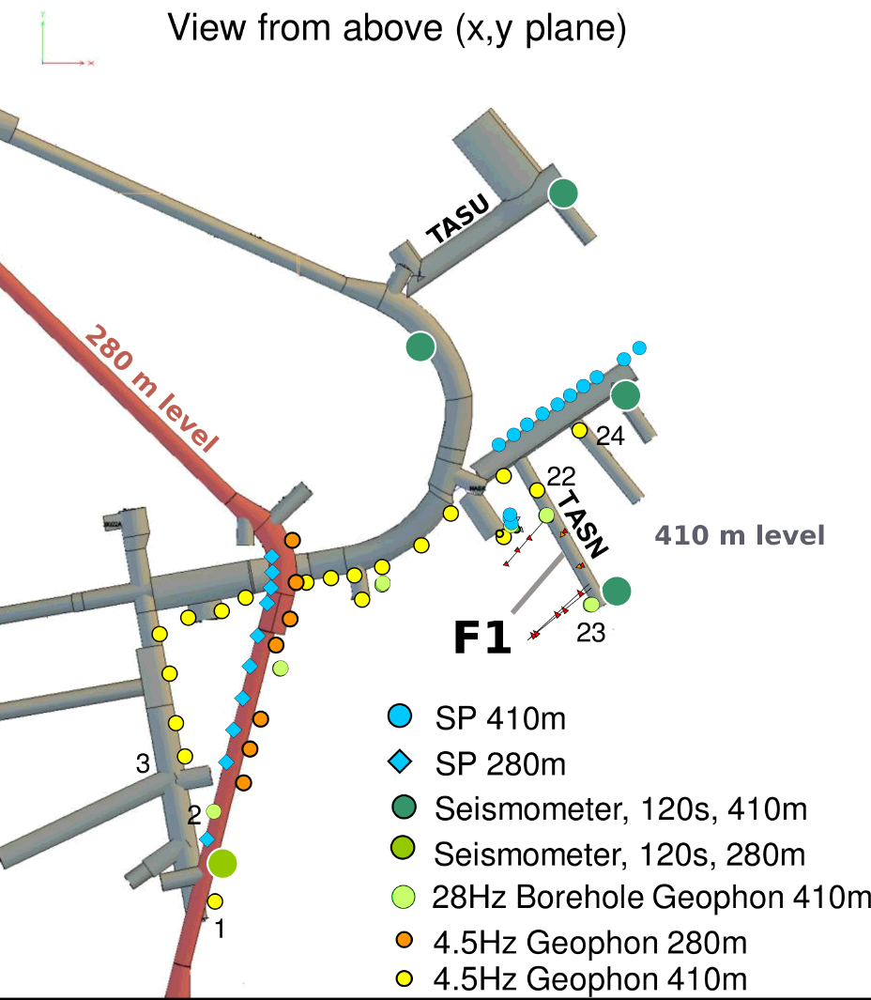 View from above (x,y plane)
Y
X
TASU
280 m level
24
22
TASN
410 m level
F1
23
3
2
1
SP 410m
SP 280m
Seismometer, 120s, 410m
Seismometer, 120s, 280m
28Hz Borehole Geophon 410m
4.5Hz Geophon 280m
4.5Hz Geophon 410m